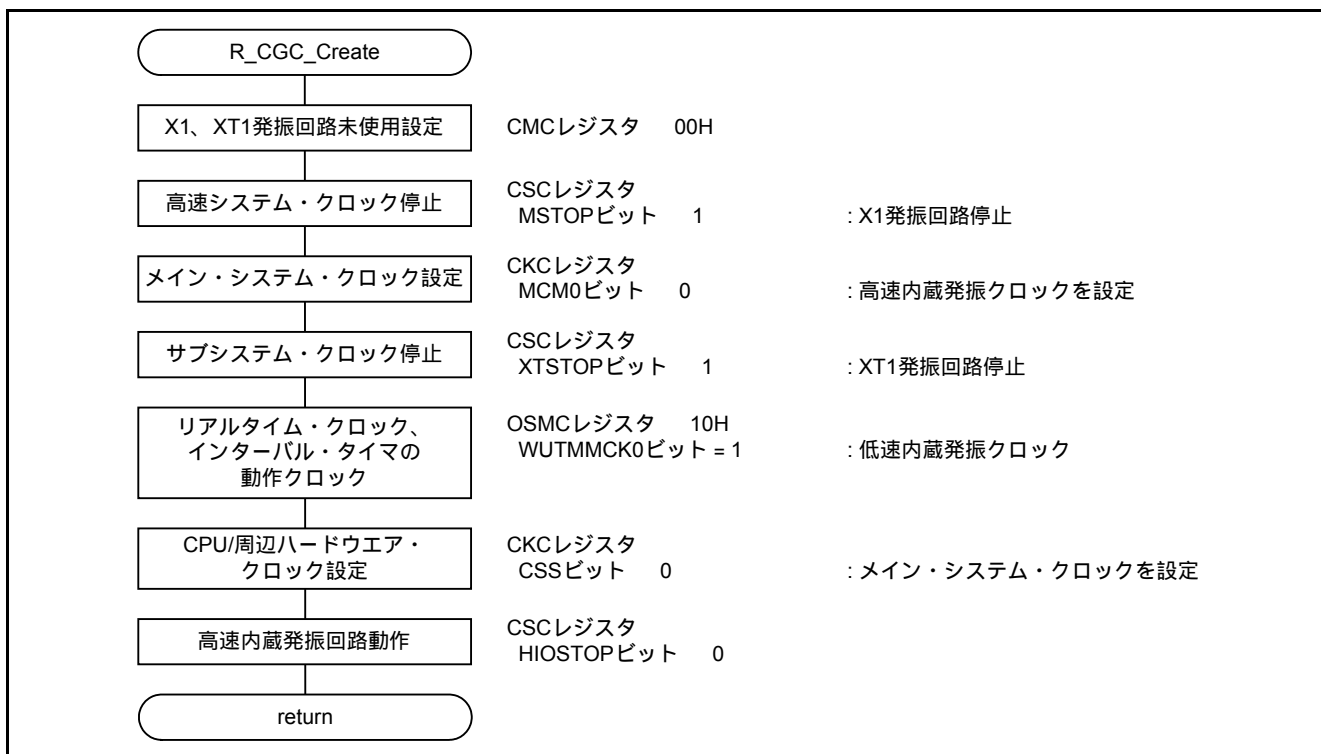 R_CGC_Create
X1、XT1発振回路未使用設定
CMCレジスタ 00H
高速システム・クロック停止
CSCレジスタ
MSTOPビット 1 : X1発振回路停止
メイン・システム・クロック設定
CKCレジスタ
MCM0ビット 0 : 高速内蔵発振クロックを設定
サブシステム・クロック停止
CSCレジスタ
XTSTOPビット 1 : XT1発振回路停止
リアルタイム・クロック、
インターバル・タイマの
動作クロック
OSMCレジスタ 10H
WUTMMCK0ビット = 1 : 低速内蔵発振クロック
CPU/周辺ハードウエア・
クロック設定
CKCレジスタ
CSSビット 0 : メイン・システム・クロックを設定
高速内蔵発振回路動作
CSCレジスタ
HIOSTOPビット 0
return